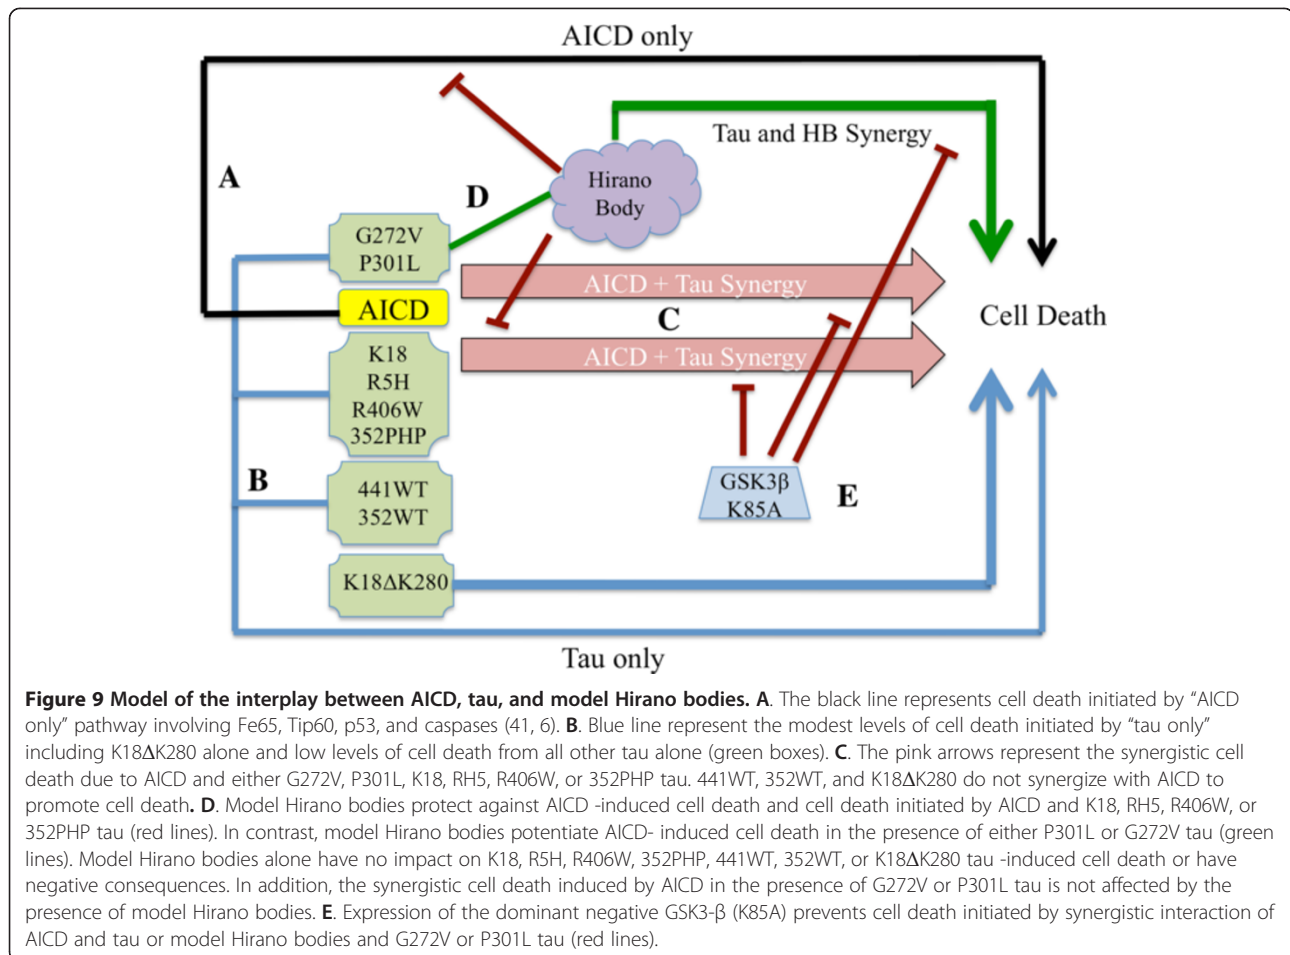 AICD only
Tau and HB Synergy
A
Hirano
Body
D
G272V
P301L
AICD + Tau Synergy
AICD
C
Cell Death
K18
R5H
R406W
352PHP
AICD + Tau Synergy
B
441WT
352WT
GSK3β
K85A
E
K18ΔK280
Tau only
Figure 9 Model of the interplay between AICD, tau, and model Hirano bodies. A. The black line represents cell death initiated by “AICD
only” pathway involving Fe65, Tip60, p53, and caspases (41, 6). B. Blue line represent the modest levels of cell death initiated by “tau only”
including K18ΔK280 alone and low levels of cell death from all other tau alone (green boxes). C. The pink arrows represent the synergistic cell
death due to AICD and either G272V, P301L, K18, RH5, R406W, or 352PHP tau. 441WT, 352WT, and K18ΔK280 do not synergize with AICD to
promote cell death. D. Model Hirano bodies protect against AICD -induced cell death and cell death initiated by AICD and K18, RH5, R406W, or
352PHP tau (red lines). In contrast, model Hirano bodies potentiate AICD- induced cell death in the presence of either P301L or G272V tau (green
lines). Model Hirano bodies alone have no impact on K18, R5H, R406W, 352PHP, 441WT, 352WT, or K18ΔK280 tau -induced cell death or have
negative consequences. In addition, the synergistic cell death induced by AICD in the presence of G272V or P301L tau is not affected by the
presence of model Hirano bodies. E. Expression of the dominant negative GSK3-β (K85A) prevents cell death initiated by synergistic interaction of
AICD and tau or model Hirano bodies and G272V or P301L tau (red lines).